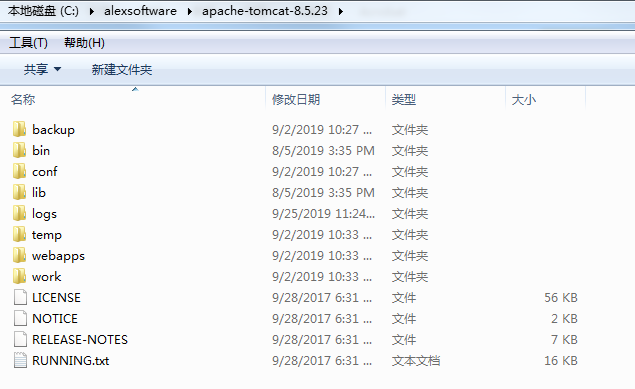 本地磁盘 (C:) alexsoftware apache-tomcat-8.5.23
工具(T) 帮助(H)
共享 新建文件夹
名称 修改日期 类型 大小
backup 9/2/2019 10:27 ... 文件夹
bin 8/5/2019 3:35 PM 文件夹
conf 9/2/2019 10:27 ... 文件夹
lib 8/5/2019 3:35 PM 文件夹
logs 9/25/2019 11:24... 文件夹
temp 9/2/2019 10:33 ... 文件夹
webapps 9/2/2019 10:33 ... 文件夹
work 9/2/2019 10:33 ... 文件夹
LICENSE 9/28/2017 6:31 ... 文件 56 KB
NOTICE 9/28/2017 6:31 ... 文件 2 KB
RELEASE-NOTES 9/28/2017 6:31 ... 文件 7 KB
RUNNING.txt 9/28/2017 6:31 ... 文本文档 16 KB